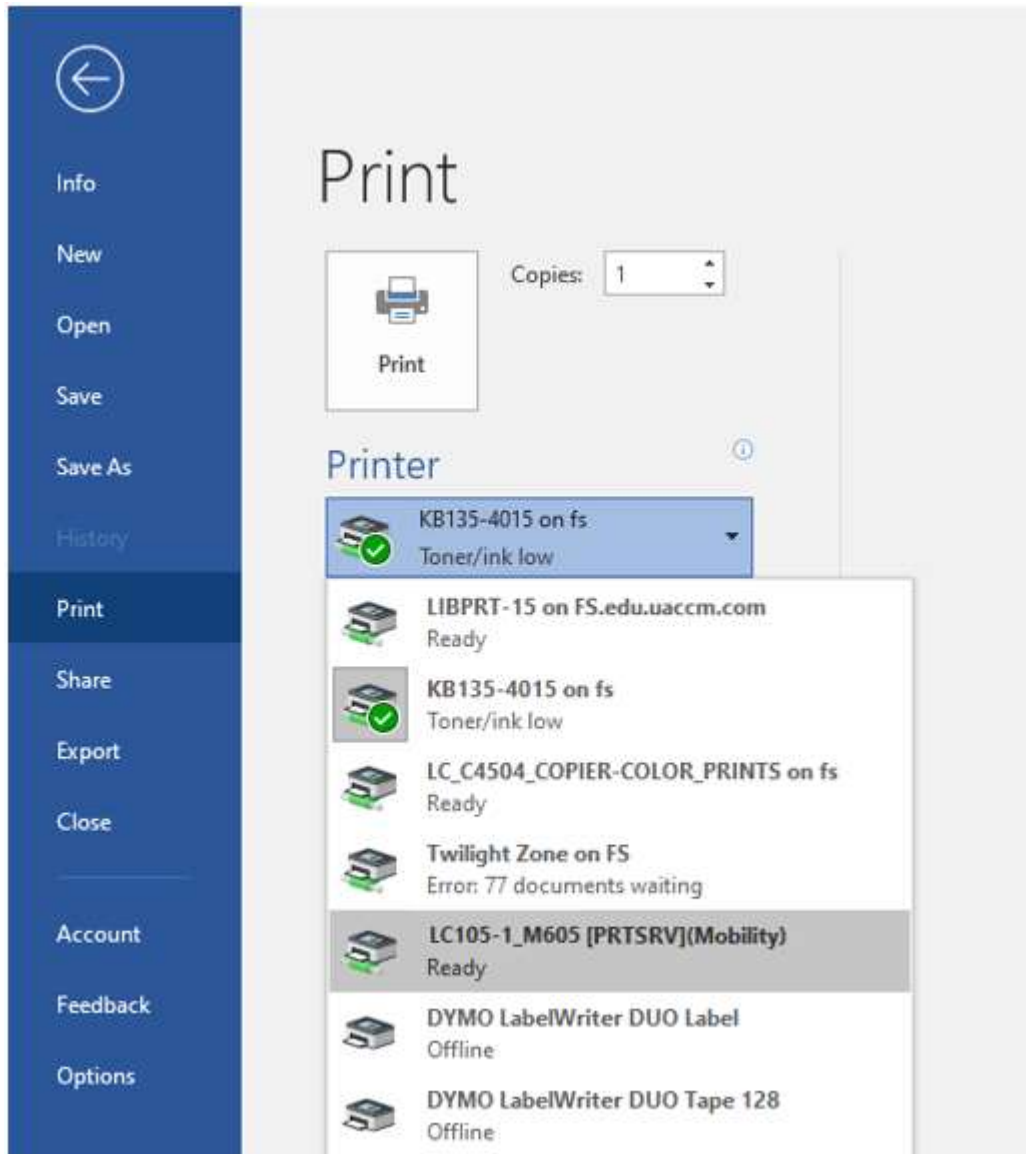 Info
New
Open
Save
Save As
History
Print
Share
Export
Close
Account
Feedback
Options
Print
Copies: 1
Print
Printer
KB135-4015 on fs
Toner/ink low
LIBPRT-15 on FS.edu.uaccm.com
Ready
KB135-4015 on fs
Toner/ink low
LC_C4504_COPIER-COLOR_PRINTS on fs
Ready
Twilight Zone on FS
Error: 77 documents waiting
LC105-1_M605 [PRTSRV](Mobility)
Ready
DYMO LabelWriter DUO Label
Offline
DYMO LabelWriter DUO Tape 128
Offline